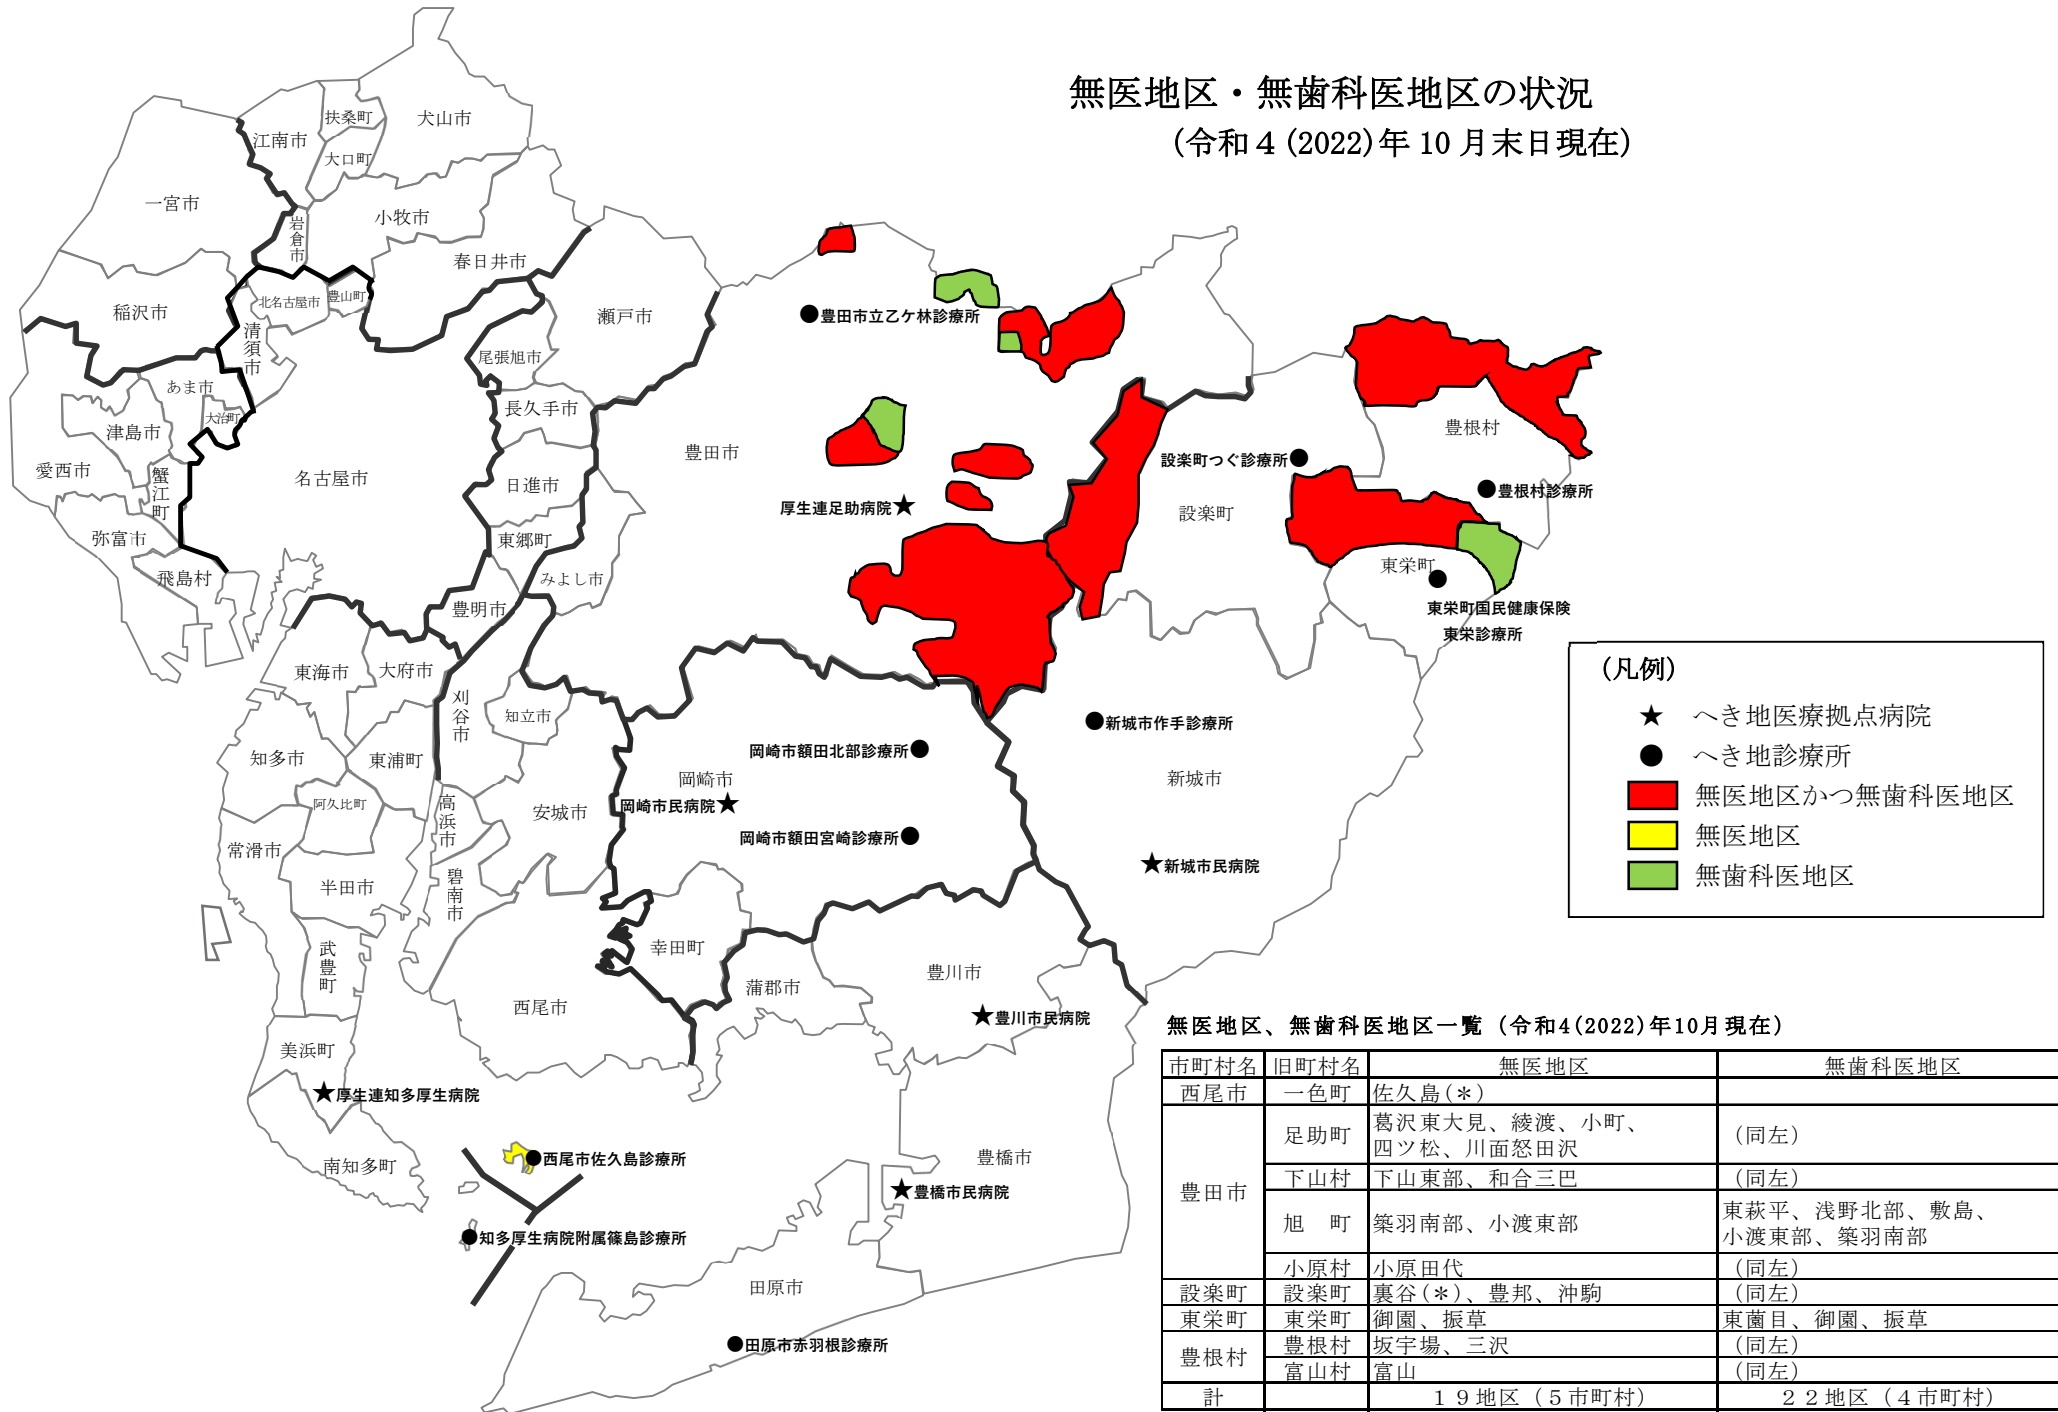 無医地区・無歯科医地区の状況
(令和４(2022)年 10 月末日現在)
犬山市
扶桑町
江南市
大口町
一宮市
小牧市
岩倉市
春日井市
稲沢市
北名古屋市
豊山町
清須市
瀬戸市
豊田市立乙ケ林診療所
尾張旭市
あま市
大治町
長久手市
津島市
豊田市
豊根村
愛西市
蟹江町
名古屋市
日進市
設楽町つぐ診療所
豊根村診療所
厚生連足助病院
設楽町
弥富市
東郷町
飛島村
みよし市
東栄町
豊明市
東栄町国民健康保険
東栄診療所
東海市
大府市
刈谷市
知立市
新城市作手診療所
知多市
東浦町
岡崎市額田北部診療所
岡崎市
新城市
阿久比町
高浜市
安城市
岡崎市民病院
岡崎市額田宮崎診療所
常滑市
新城市民病院
半田市
碧南市
武豊町
幸田町
豊川市
蒲郡市
西尾市
豊川市民病院
美浜町
厚生連知多厚生病院
南知多町
西尾市佐久島診療所
豊橋市
豊橋市民病院
知多厚生病院附属篠島診療所
田原市
田原市赤羽根診療所
(凡例)
★ へき地医療拠点病院
● へき地診療所
無医地区かつ無歯科医地区
無医地区
無歯科医地区
無医地区、無歯科医地区一覧（令和4(2022)年10月現在）
市町村名 旧町村名 無医地区 無歯科医地区
西尾市 一色町 佐久島(＊)
豊田市 足助町 葛沢東大見、綾渡、小町、
四ツ松、川面怒田沢 （同左）
下山村 下山東部、和合三巴 （同左）
旭　町 築羽南部、小渡東部 東萩平、浅野北部、敷島、
小渡東部、築羽南部
小原村 小原田代 （同左）
設楽町 設楽町 裏谷(＊)、豊邦、沖駒 （同左）
東栄町 東栄町 御園、振草 東薗目、御園、振草
豊根村 豊根村 坂宇場、三沢 （同左）
富山村 富山 （同左）
計 １９地区（５市町村） ２２地区（４市町村）